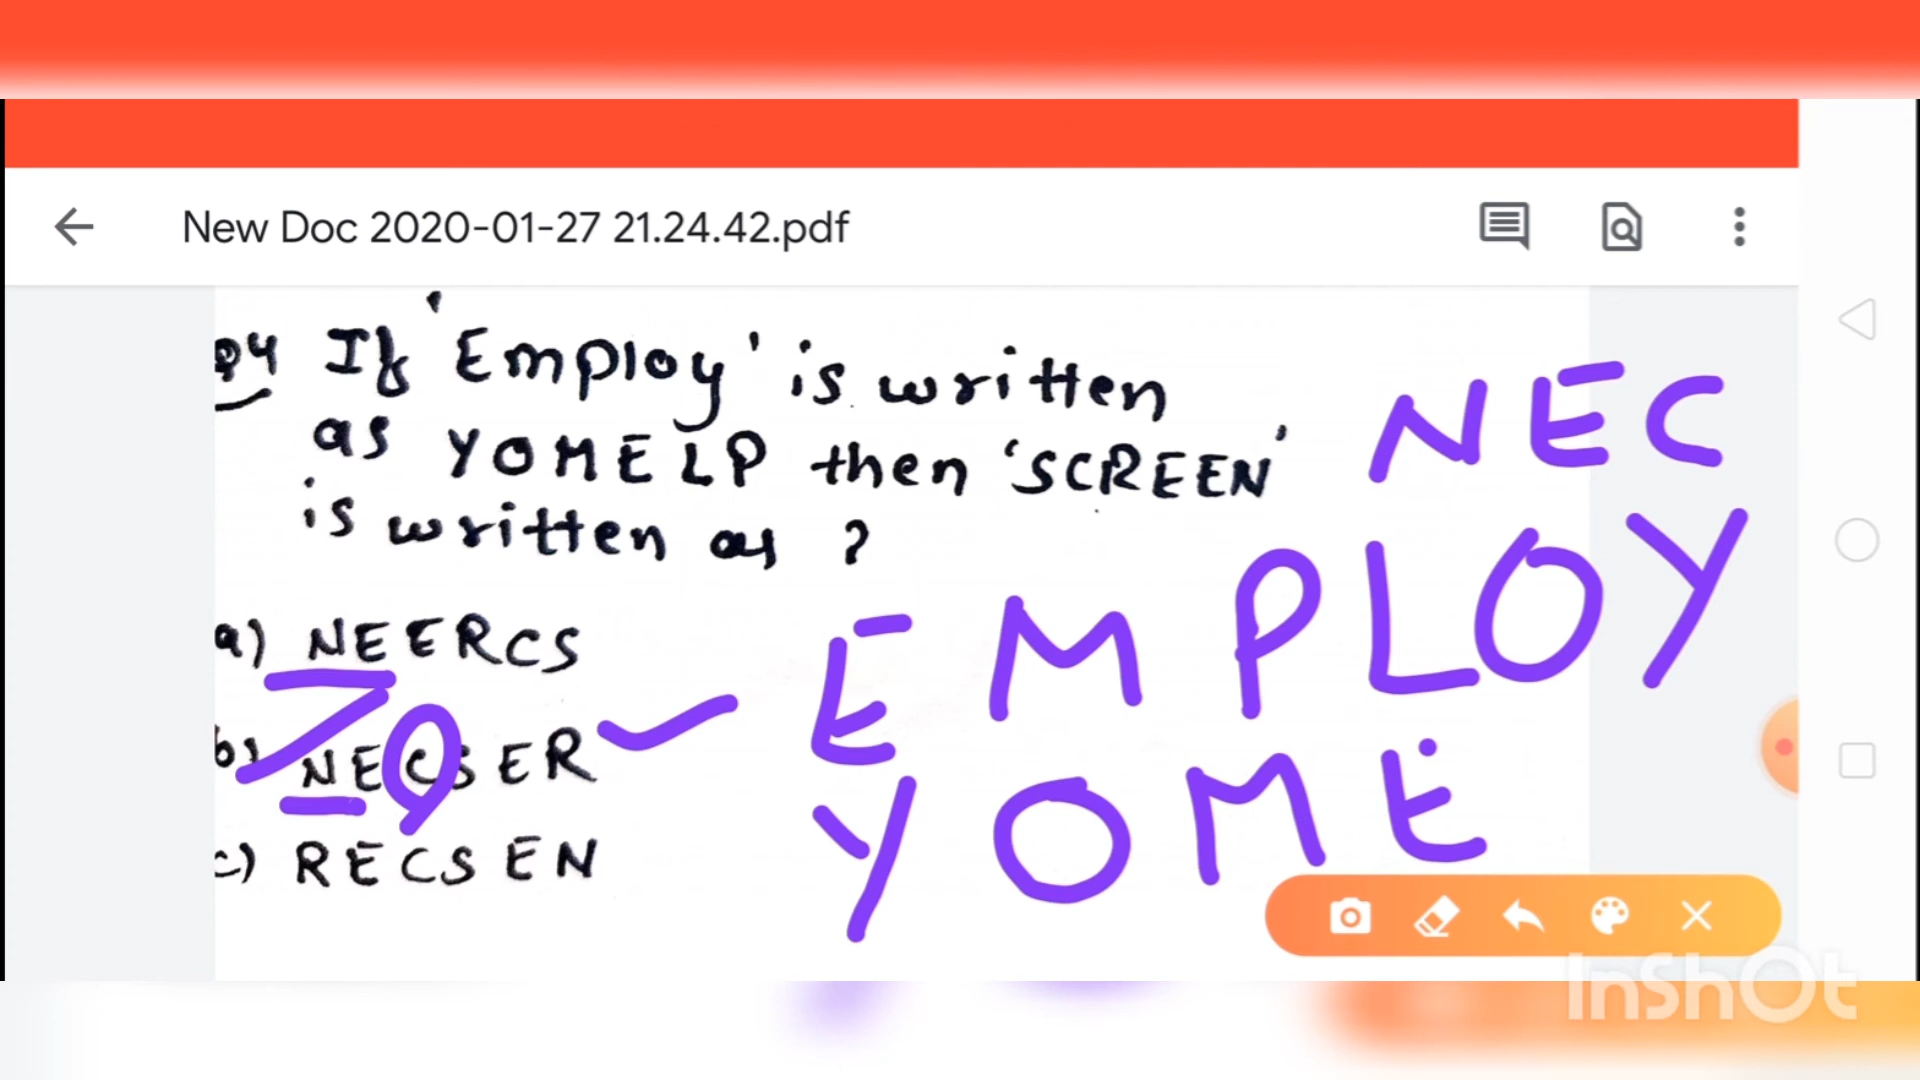 New Doc 2020-01-27 21.24.42.pdf
Q4 If 'Employ' is written
as YOMELP then 'SCREEN'
is written as ?
a) NEERCS
b) NECSER
c) RECSEN
NEC
EMPLOY
YOME
InShOt